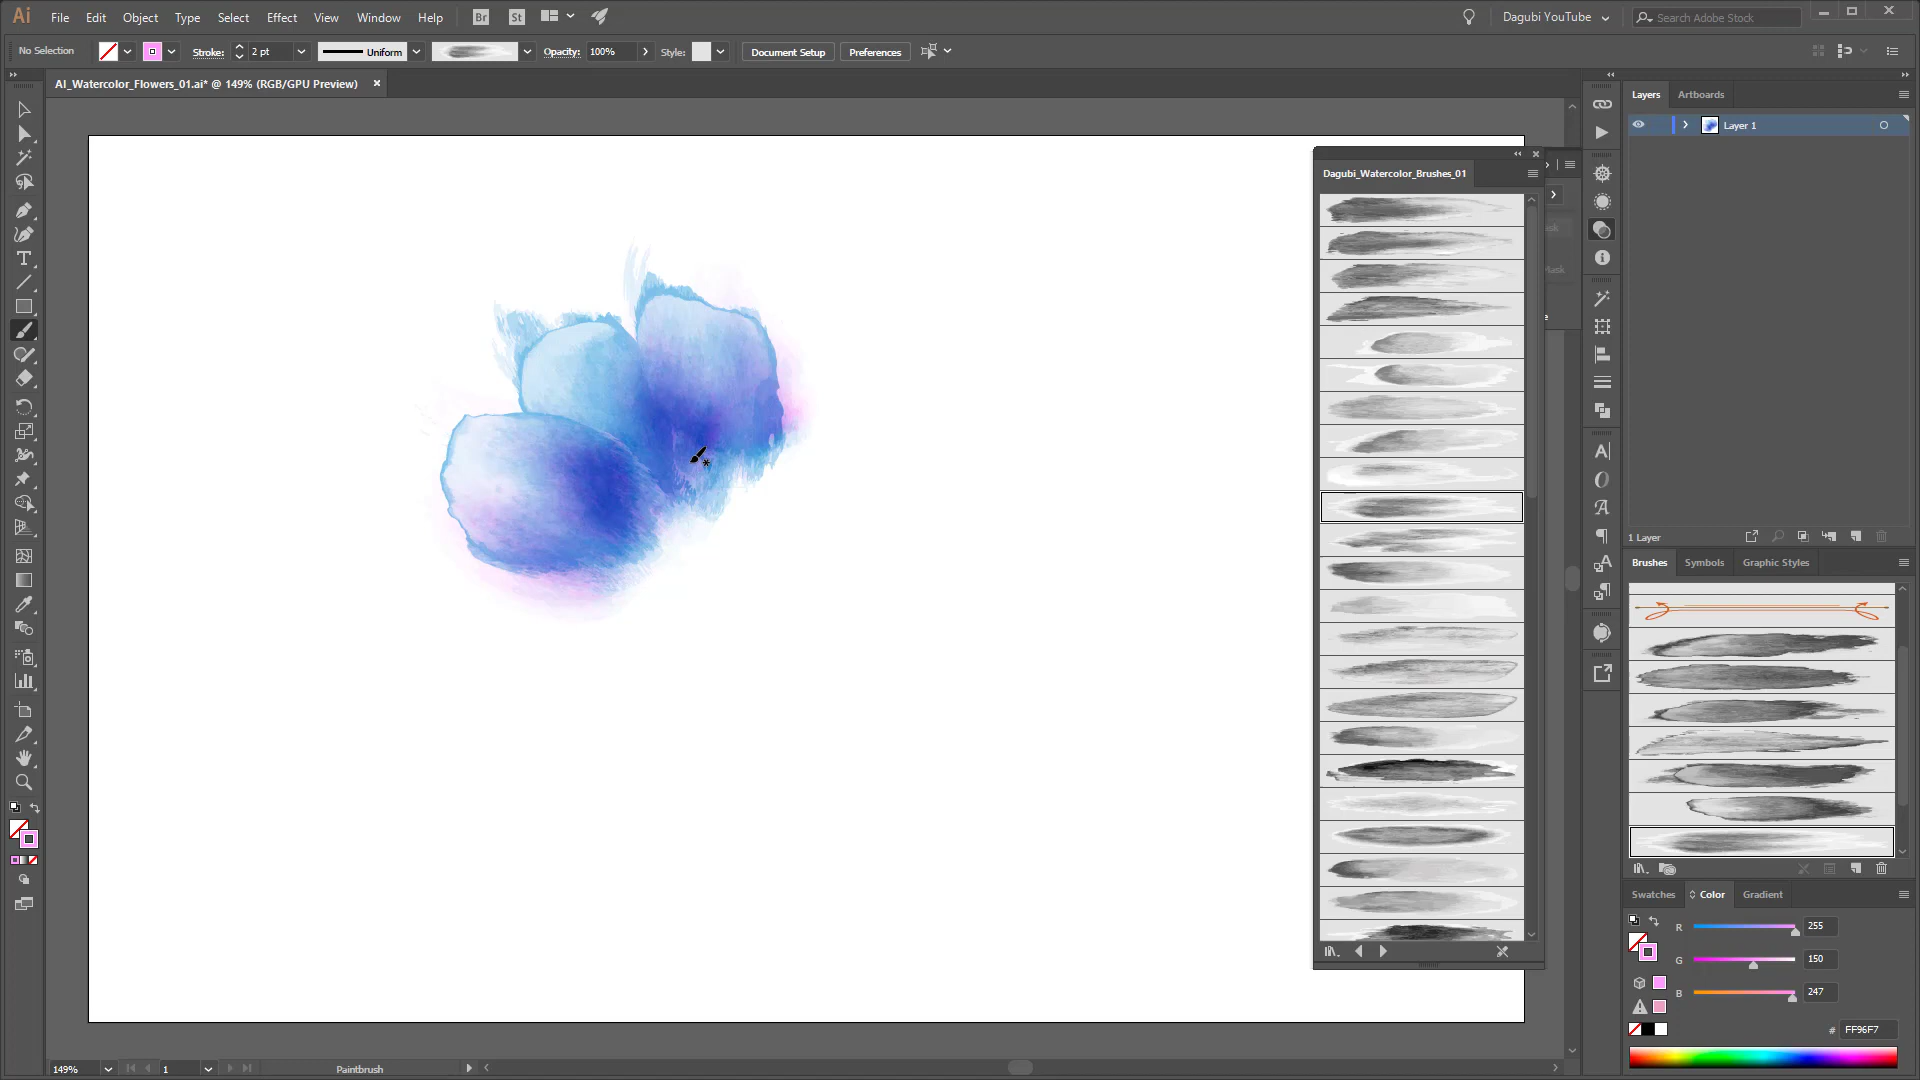 Ai File Edit Object Type Select Effect View Window Help Br St Dagubi YouTube Search Adobe Stock
No Selection Stroke: 2 pt Uniform Opacity: 100% Style: Document Setup Preferences
AI_Watercolor_Flowers_01.ai* @ 149% (RGB/GPU Preview)
Layers Artboards
Layer 1
Dagubi_Watercolor_Brushes_01
1 Layer
Brushes Symbols Graphic Styles
Swatches Color Gradient
R 255
G 150
B 247
# FF96F7
149% 1 Paintbrush